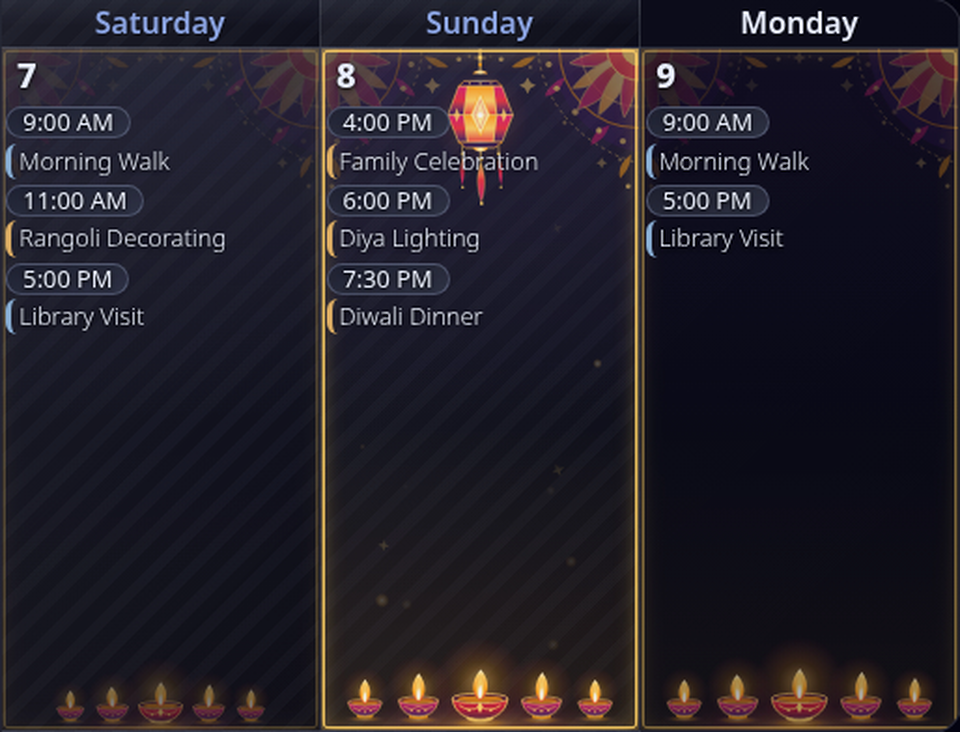 Saturday
7
9:00 AM
Morning Walk
11:00 AM
Rangoli Decorating
5:00 PM
Library Visit
Sunday
8
4:00 PM
Family Celebration
6:00 PM
Diya Lighting
7:30 PM
Diwali Dinner
Monday
9
9:00 AM
Morning Walk
5:00 PM
Library Visit